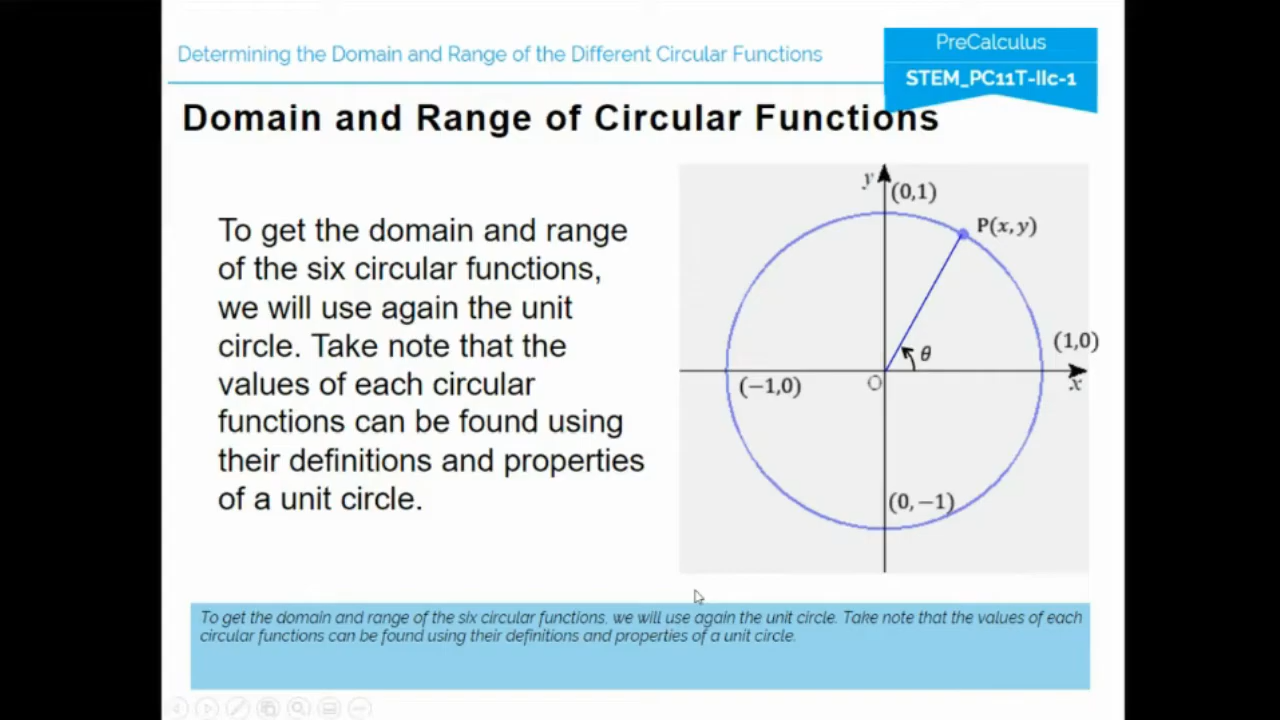 Determining the Domain and Range of the Different Circular Functions
PreCalculus
STEM_PC11T-IIc-1
Domain and Range of Circular Functions
To get the domain and range
of the six circular functions,
we will use again the unit
circle. Take note that the
values of each circular
functions can be found using
their definitions and properties
of a unit circle.
y
(0,1)
P(x, y)
(1,0)
θ
(−1,0)
O
x
(0, −1)
To get the domain and range of the six circular functions, we will use again the unit circle. Take note that the values of each
circular functions can be found using their definitions and properties of a unit circle.